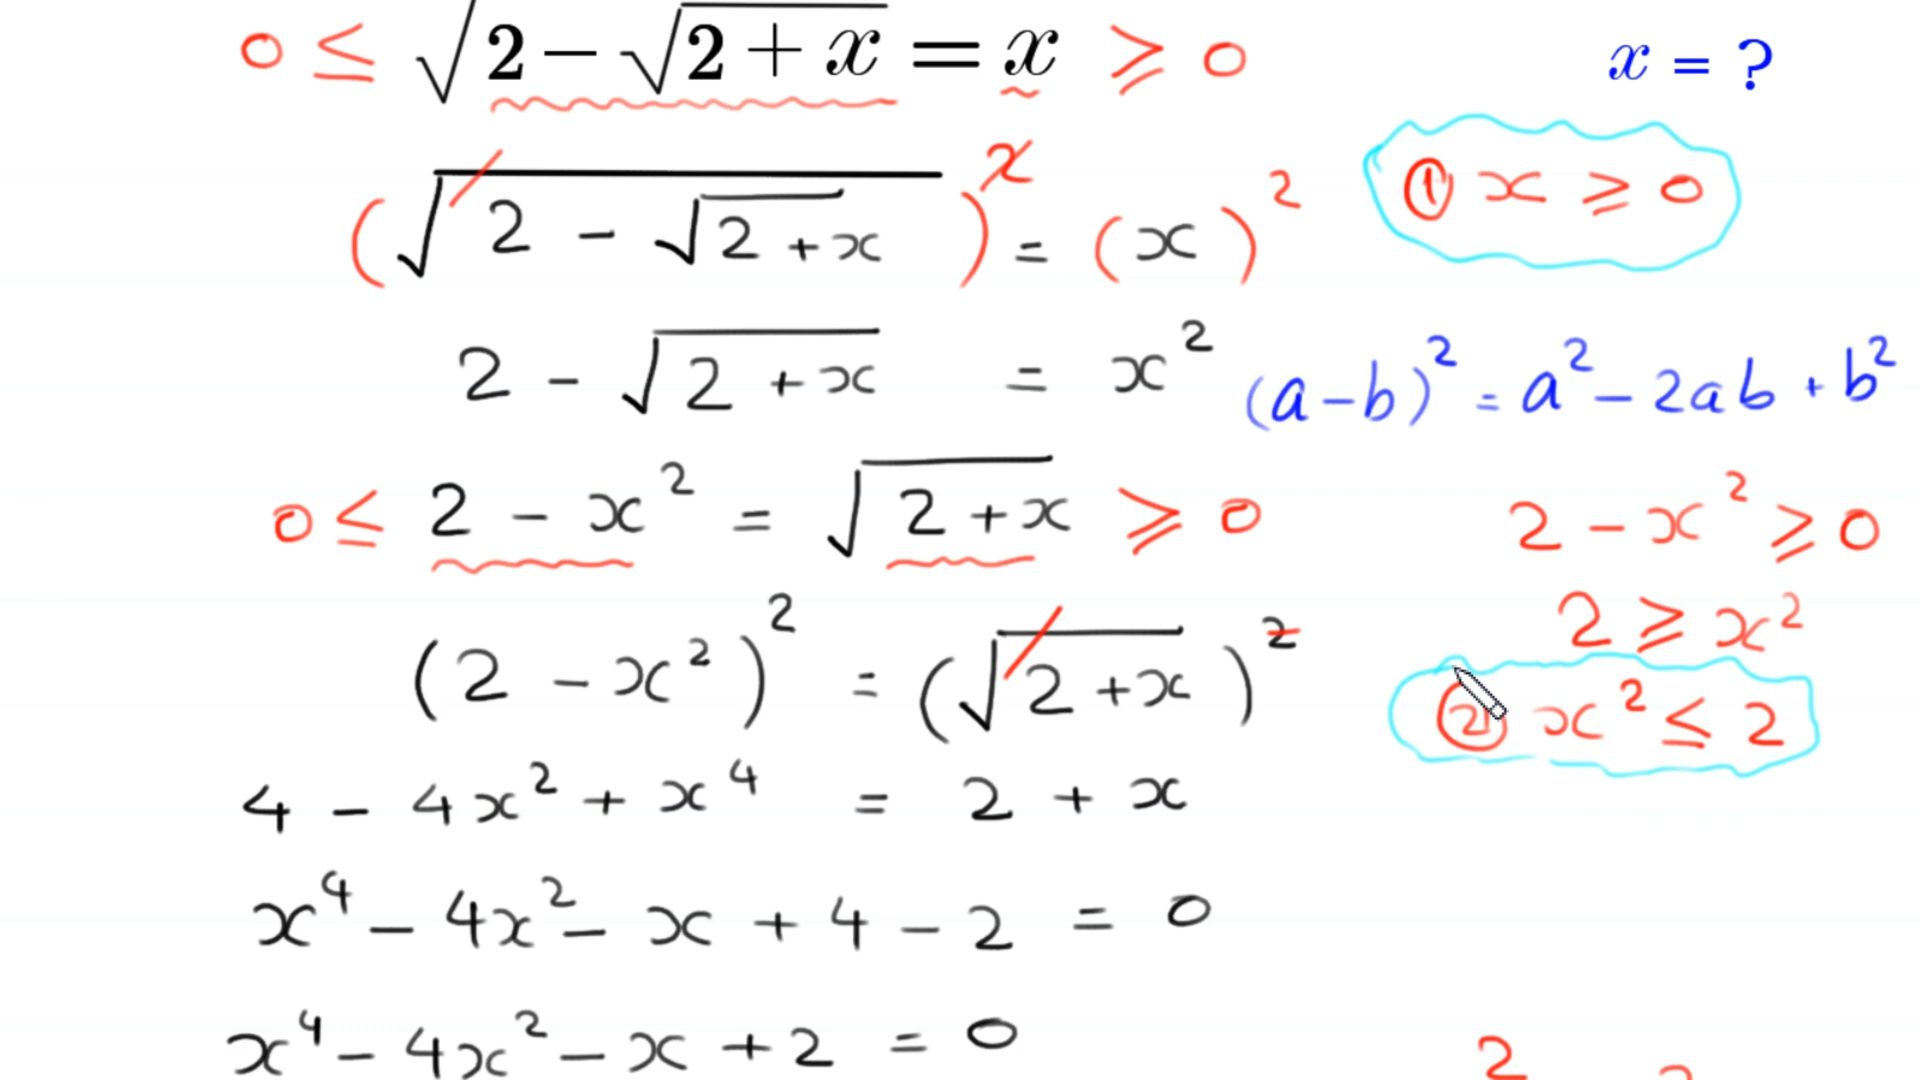 0 ≤ √(2 − √(2 + x)) = x ≥ 0
x = ?
(√(2 − √(2 + x)))² = (x)²
① x ≥ 0
2 − √(2 + x) = x²
(a − b)² = a² − 2ab + b²
0 ≤ 2 − x² = √(2 + x) ≥ 0
2 − x² ≥ 0
2 ≥ x²
(2 − x²)² = (√(2 + x))²
② x² ≤ 2
4 − 4x² + x⁴ = 2 + x
x⁴ − 4x² − x + 4 − 2 = 0
x⁴ − 4x² − x + 2 = 0